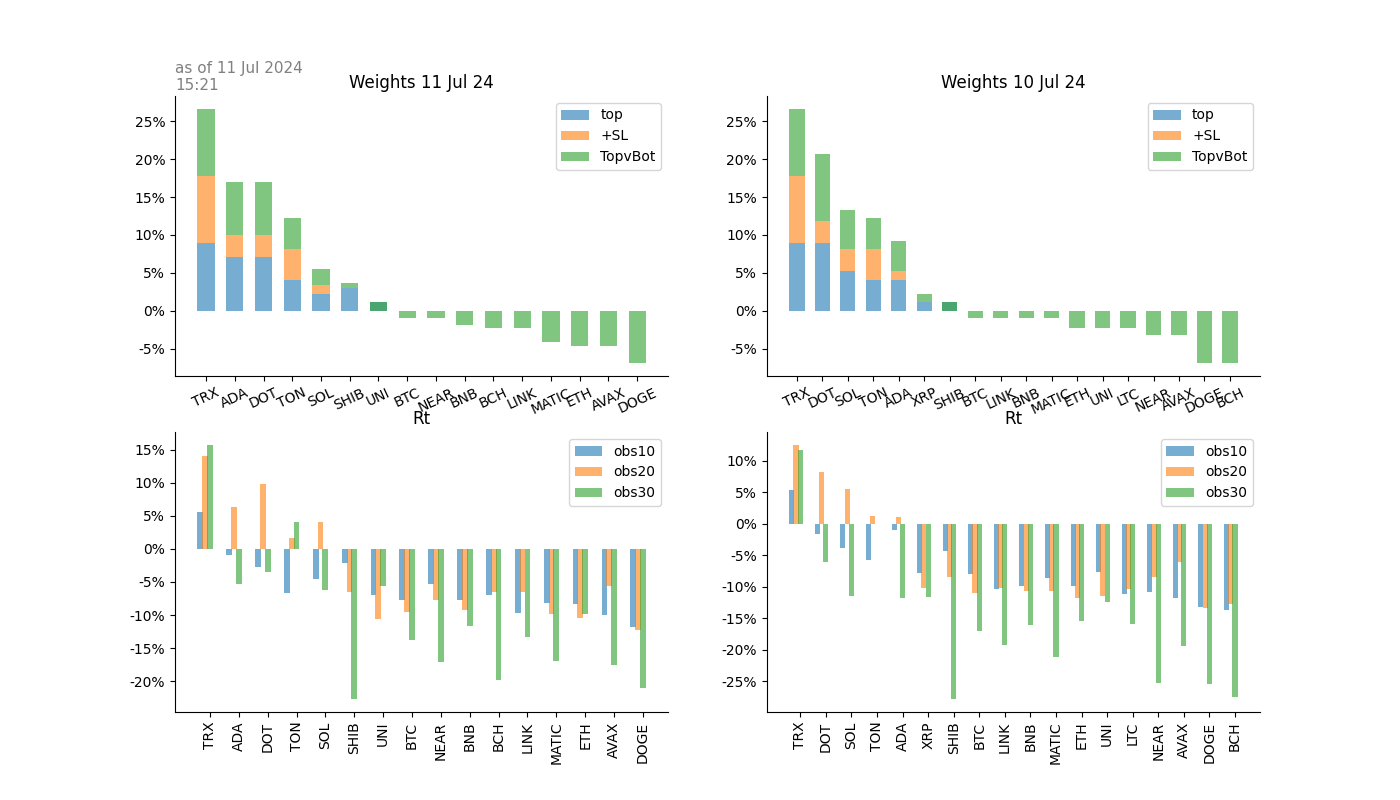 as of 11 Jul 2024
15:21
Weights 11 Jul 24
25%
20%
15%
10%
5%
0%
-5%
top
+SL
TopvBot
TRX ADA DOT TON SOL SHIB UNI BTC NEAR BNB BCH LINK MATIC ETH AVAX DOGE
Weights 10 Jul 24
25%
20%
15%
10%
5%
0%
-5%
top
+SL
TopvBot
TRX DOT SOL TON ADA XRP SHIB BTC LINK BNB MATIC ETH UNI LTC NEAR AVAX DOGE BCH
Rt
15%
10%
5%
0%
-5%
-10%
-15%
-20%
obs10
obs20
obs30
TRX ADA DOT TON SOL SHIB UNI BTC NEAR BNB BCH LINK MATIC ETH AVAX DOGE
Rt
10%
5%
0%
-5%
-10%
-15%
-20%
-25%
obs10
obs20
obs30
TRX DOT SOL TON ADA XRP SHIB BTC LINK BNB MATIC ETH UNI LTC NEAR AVAX DOGE BCH